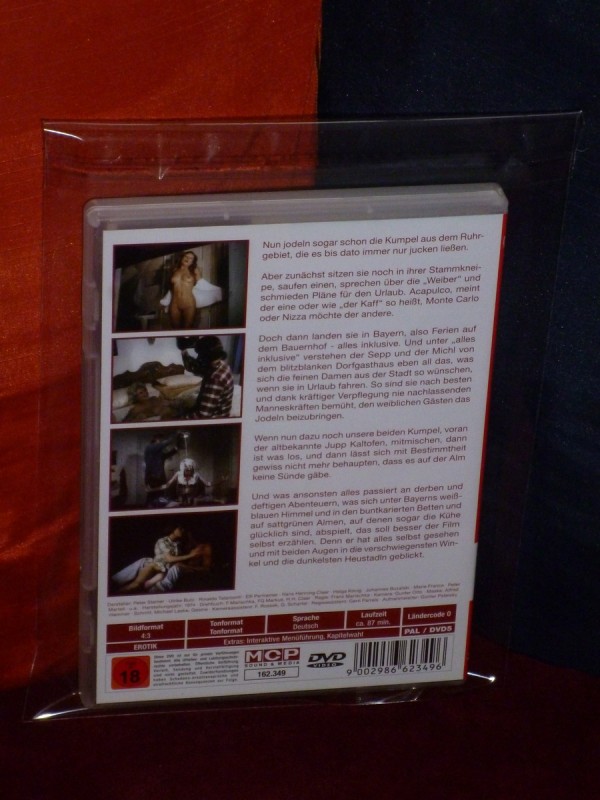 Nun jodeln sogar schon die Kumpel aus dem Ruhr-
gebiet, die es bis dato immer nur jucken ließen.
Aber zunächst sitzen sie noch in ihrer Stammknei-
pe, saufen einen, sprechen über die „Weiber" und
schmieden Pläne für den Urlaub. Acapulco, meint
der eine oder wie „der Kaff" so heißt, Monte Carlo
oder Nizza möchte der andere.
Doch dann landen sie in Bayern, also Ferien auf
dem Bauernhof - alles inklusive. Und unter „alles
inklusive" verstehen der Sepp und der Michl von
dem blitzblanken Dorfgasthaus eben all das, was
sich die feinen Damen aus der Stadt so wünschen,
wenn sie in Urlaub fahren. So sind sie nach besten
und dank kräftiger Verpflegung nie nachlassenden
Manneskräften bemüht, den weiblichen Gästen das
Jodeln beizubringen.
Wenn nun dazu noch unsere beiden Kumpel, voran
der altbekannte Jupp Kaltofen, mitmischen, dann
ist was los, und dann lässt sich mit Bestimmtheit
gewiss nicht mehr behaupten, dass es auf der Alm
keine Sünde gäbe.
Und was ansonsten alles passiert an derben und
deftigen Abenteuern, was sich unter Bayerns weiß-
blauen Himmel und in den buntkarierten Betten und
auf sattgrünen Almen, auf denen sogar die Kühe
glücklich sind, abspielt, das soll besser der Film
selbst erzählen. Denn er hat alles selbst gesehen
und mit beiden Augen in die verschwiegensten Win-
kel und die dunkelsten Heustadln geblickt.
Bildformat
4:3
Tonformat
Tonformat
Sprache
Deutsch
Laufzeit
ca. 87 min.
Ländercode 0
EROTIK
Extras: Interaktive Menüführung, Kapitelwahl
PAL / DVD5
18
MCP
SOUND & MEDIA
162.349
DVD
VIDEO
9 002986 623496